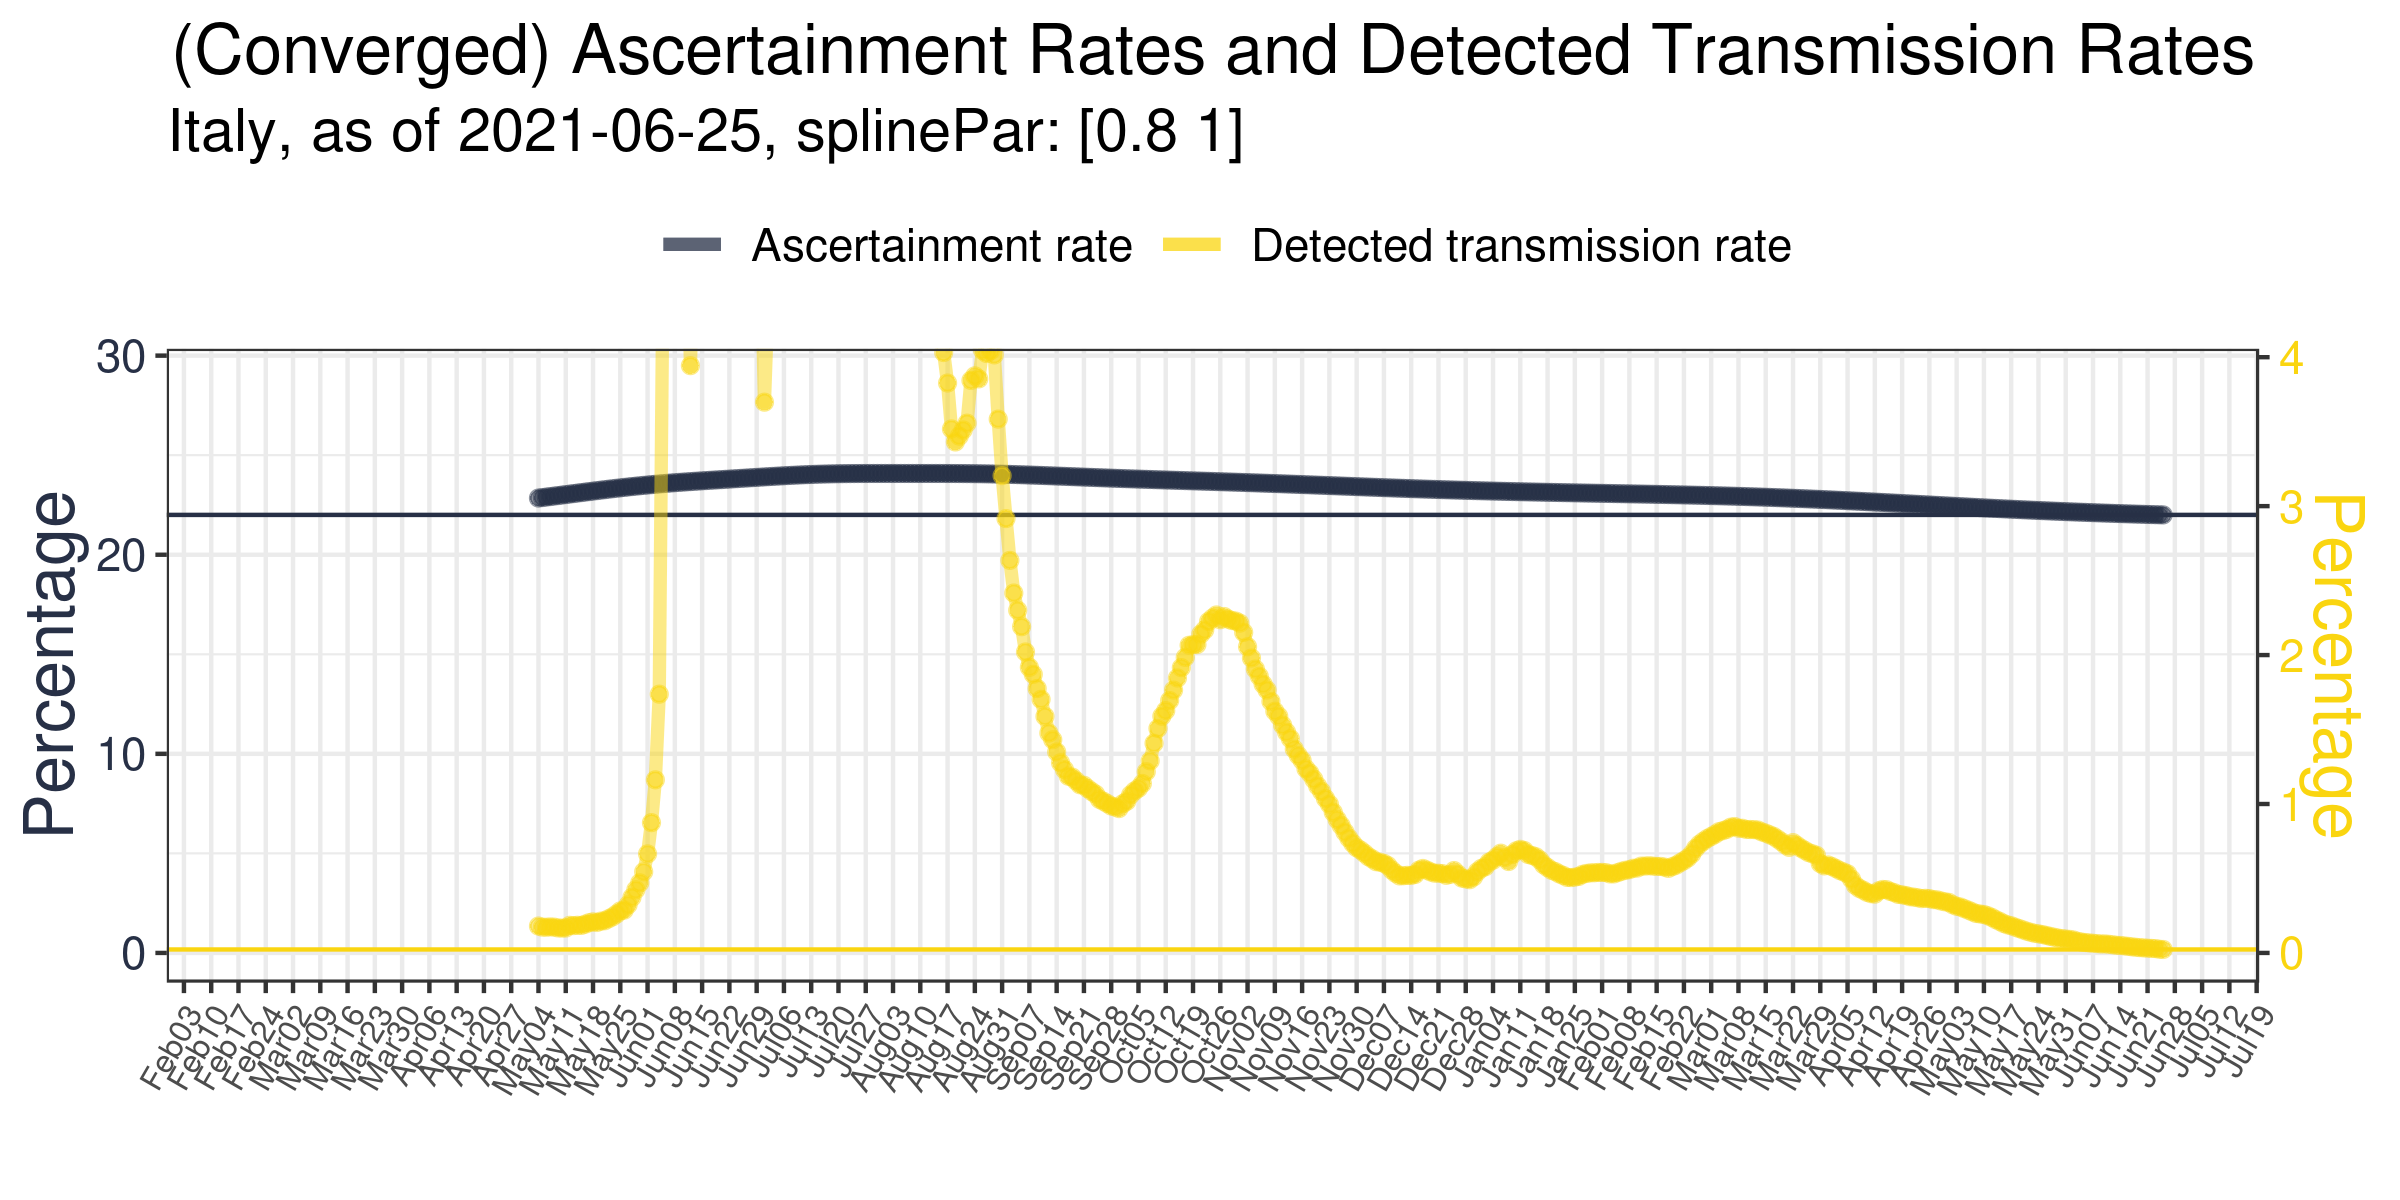 (Converged) Ascertainment Rates and Detected Transmission Rates
Italy, as of 2021-06-25, splinePar: [0.8 1]
Ascertainment rate Detected transmission rate
Percentage
30
20
10
0
4
3
2
1
0
Percentage
Feb03 Feb10 Feb17 Feb24 Mar02 Mar09 Mar16 Mar23 Mar30 Apr06 Apr13 Apr20 Apr27 May04 May11 May18 May25 Jun01 Jun08 Jun15 Jun22 Jun29 Jul06 Jul13 Jul20 Jul27 Aug03 Aug10 Aug17 Aug24 Aug31 Sep07 Sep14 Sep21 Sep28 Oct05 Oct12 Oct19 Oct26 Nov02 Nov09 Nov16 Nov23 Nov30 Dec07 Dec14 Dec21 Dec28 Jan04 Jan11 Jan18 Jan25 Feb01 Feb08 Feb15 Feb22 Mar01 Mar08 Mar15 Mar22 Mar29 Apr05 Apr12 Apr19 Apr26 May03 May10 May17 May24 May31 Jun07 Jun14 Jun21 Jun28 Jul05 Jul12 Jul19